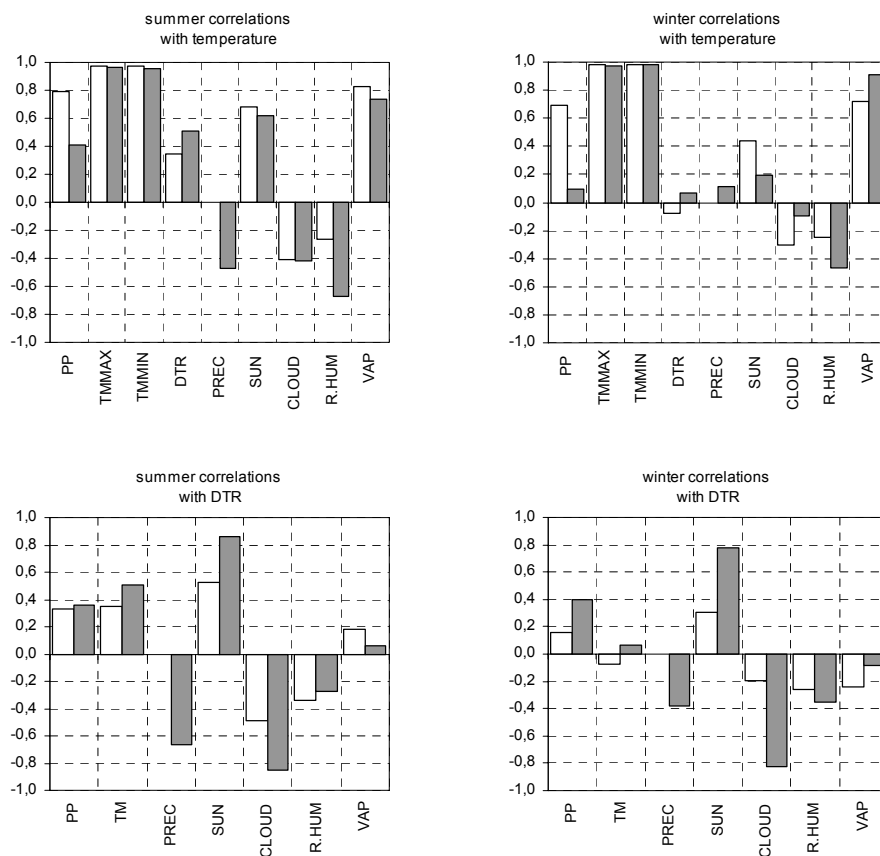 summer correlations
with temperature
1,0
0,8
0,6
0,4
0,2
0,0
-0,2
-0,4
-0,6
-0,8
-1,0
PP
TMMAX
TMMIN
DTR
PREC
SUN
CLOUD
R.HUM
VAP
winter correlations
with temperature
1,0
0,8
0,6
0,4
0,2
0,0
-0,2
-0,4
-0,6
-0,8
-1,0
PP
TMMAX
TMMIN
DTR
PREC
SUN
CLOUD
R.HUM
VAP
summer correlations
with DTR
1,0
0,8
0,6
0,4
0,2
0,0
-0,2
-0,4
-0,6
-0,8
-1,0
PP
TM
PREC
SUN
CLOUD
R.HUM
VAP
winter correlations
with DTR
1,0
0,8
0,6
0,4
0,2
0,0
-0,2
-0,4
-0,6
-0,8
-1,0
PP
TM
PREC
SUN
CLOUD
R.HUM
VAP